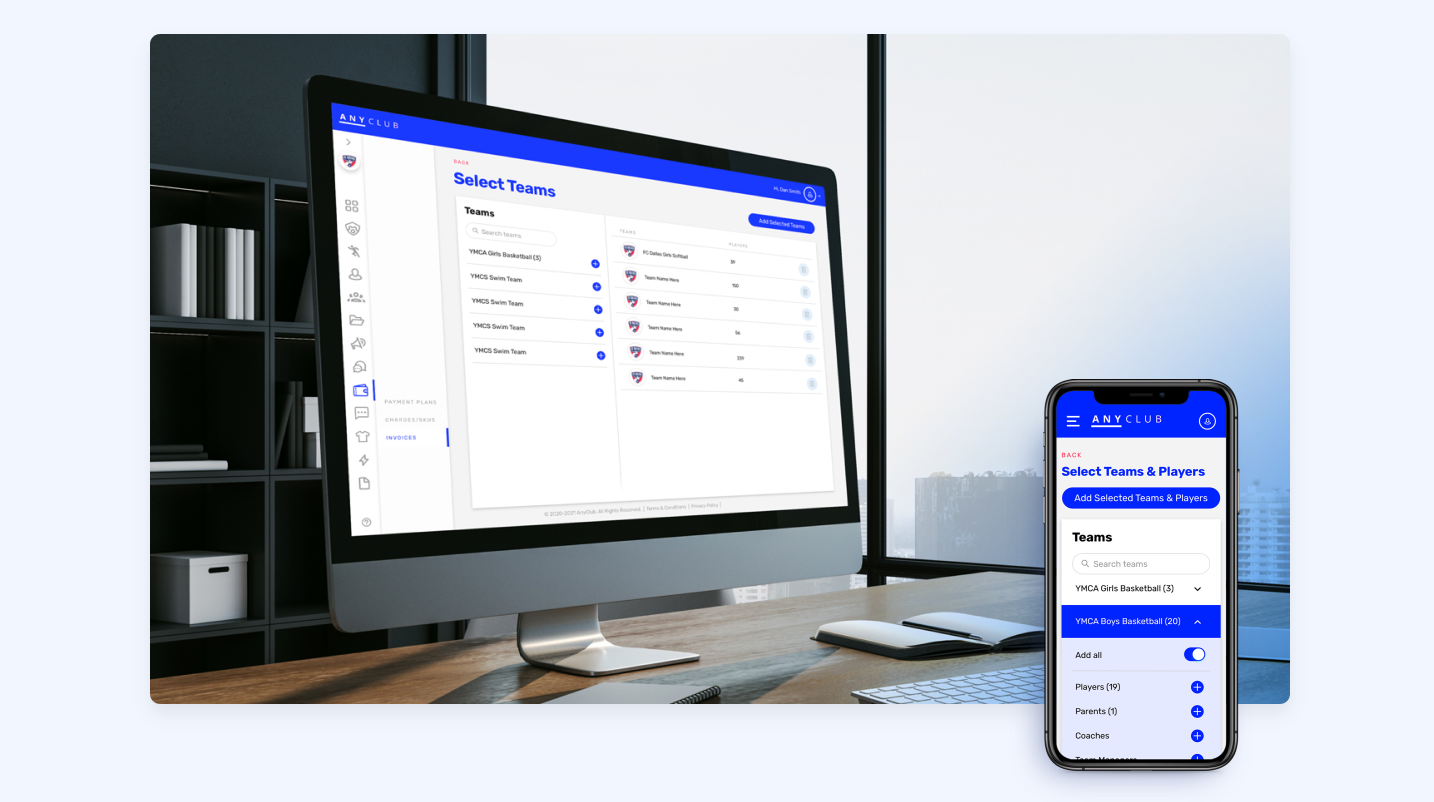 ANYCLUB
BACK
Select Teams
Hi, Dan Smith
Add Selected Teams
Teams
Search teams
YMCA Girls Basketball (3)
YMCS Swim Team
YMCS Swim Team
YMCS Swim Team
YMCS Swim Team
TEAMS PLAYERS
FC Dallas Girls Softball 39
Team Name Here 100
Team Name Here 30
Team Name Here 56
Team Name Here 239
Team Name Here 45
PAYMENT PLANS
CHARGES/SKUS
INVOICES
© 2020-2021 AnyClub. All Rights Reserved. | Terms & Conditions | Privacy Policy |
ANYCLUB
BACK
Select Teams & Players
Add Selected Teams & Players
Teams
Search teams
YMCA Girls Basketball (3)
YMCA Boys Basketball (20)
Add all
Players (19)
Parents (1)
Coaches
Team Managers